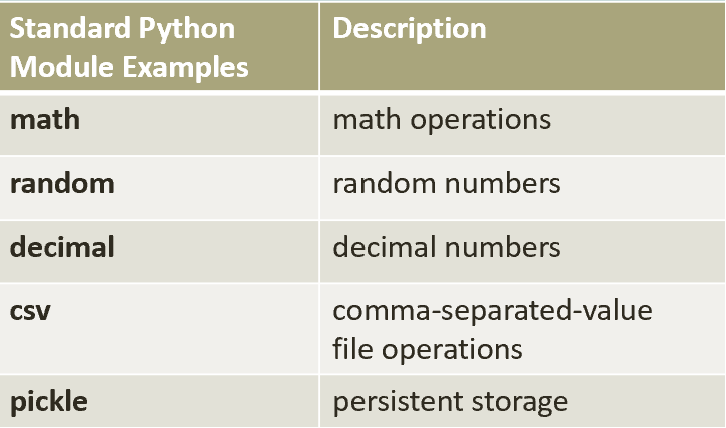 Standard Python
Module Examples
Description
math
math operations
random
random numbers
decimal
decimal numbers
csv
comma-separated-value
file operations
pickle
persistent storage